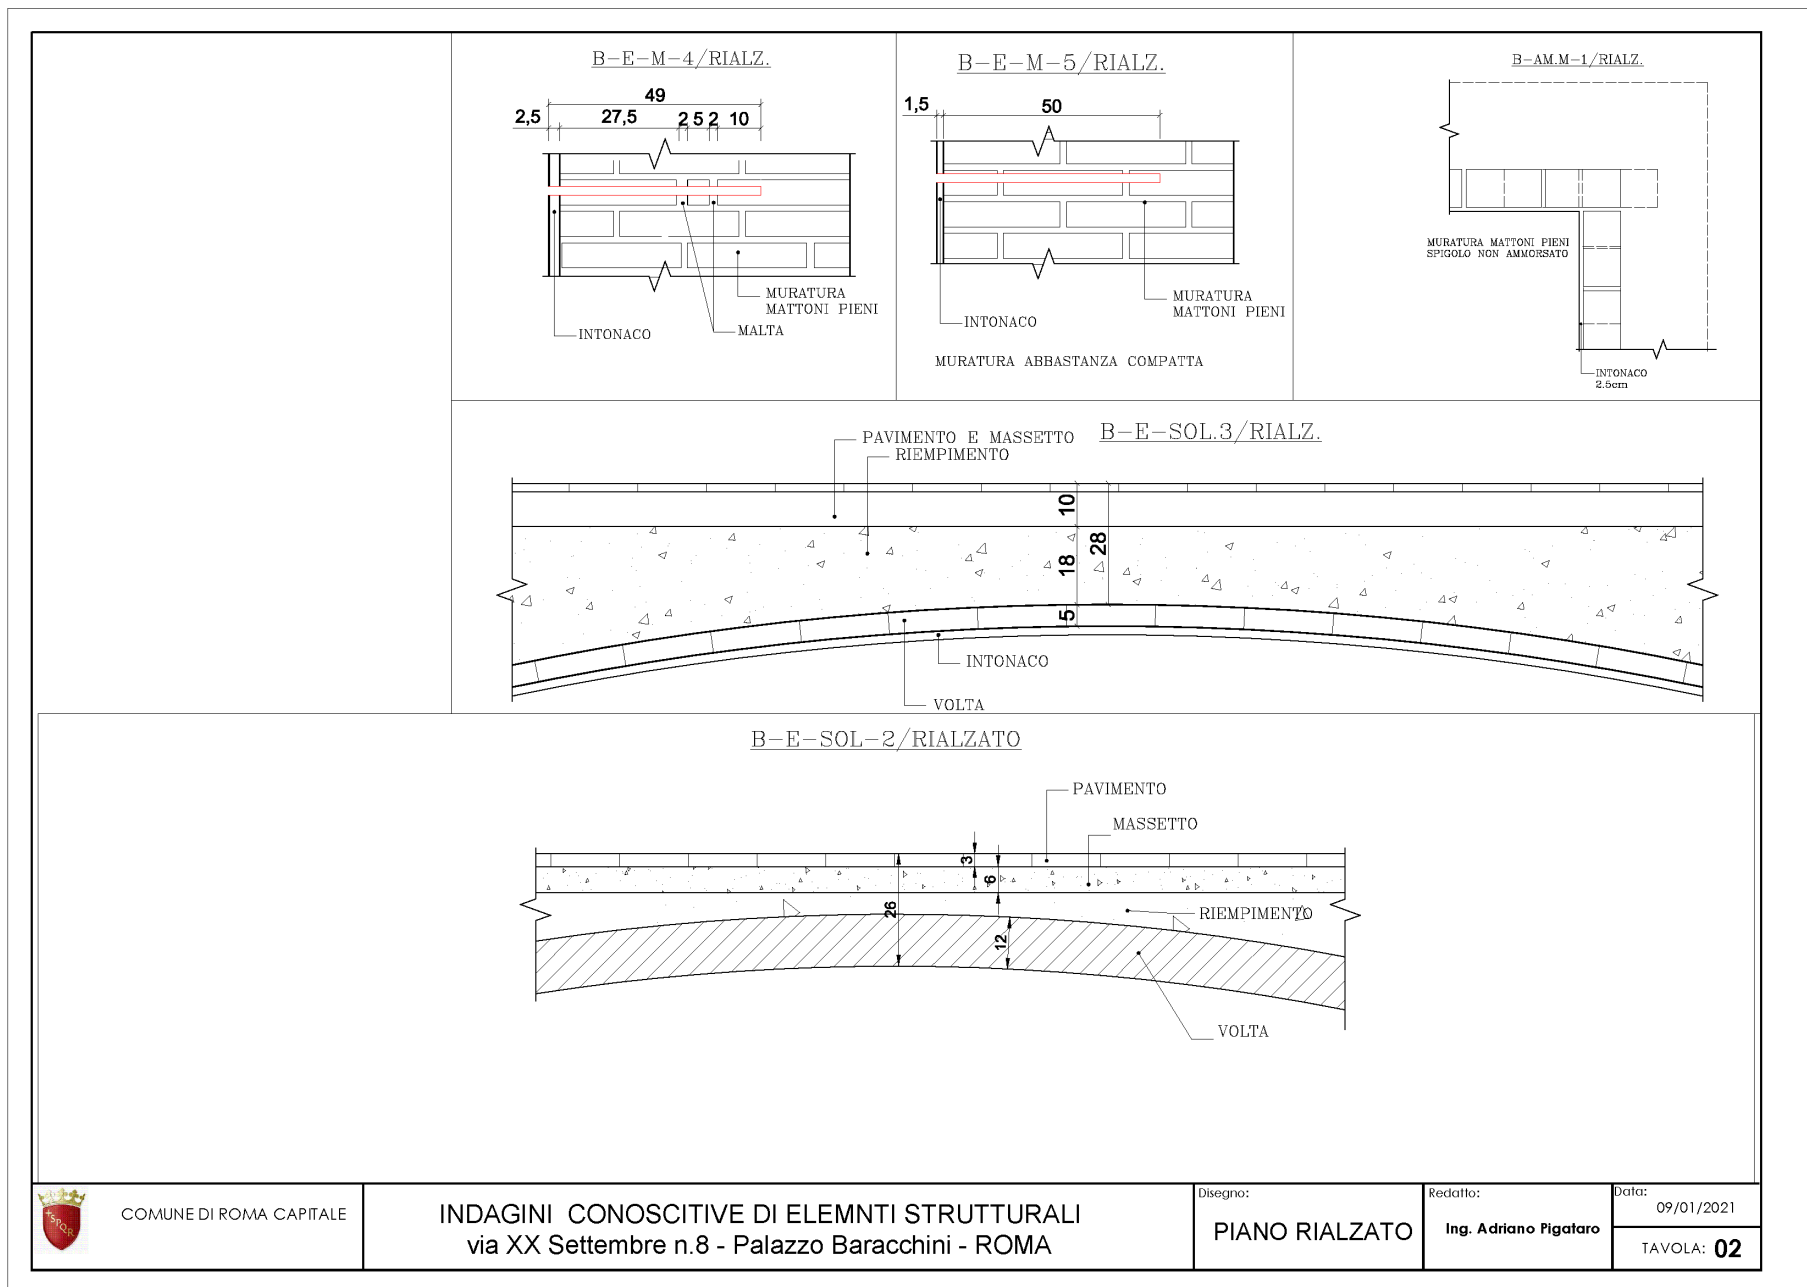 B-E-M-4/RIALZ.
49
2,5 27,5 2 5 2 10
MURATURA
MATTONI PIENI
INTONACO
MALTA
B-E-M-5/RIALZ.
1,5 50
MURATURA
MATTONI PIENI
INTONACO
MURATURA ABBASTANZA COMPATTA
B-AM.M-1/RIALZ.
MURATURA MATTONI PIENI
SPIGOLO NON AMMORSATO
INTONACO
2.5cm
B-E-SOL.3/RIALZ.
PAVIMENTO E MASSETTO
RIEMPIMENTO
10
18
28
5
INTONACO
VOLTA
B-E-SOL-2/RIALZATO
PAVIMENTO
MASSETTO
3
6
26
12
RIEMPIMENTO
VOLTA
SPQR
COMUNE DI ROMA CAPITALE
INDAGINI CONOSCITIVE DI ELEMNTI STRUTTURALI
via XX Settembre n.8 - Palazzo Baracchini - ROMA
Disegno:
PIANO RIALZATO
Redatto:
Ing. Adriano Pigataro
Data:
09/01/2021
TAVOLA: 02